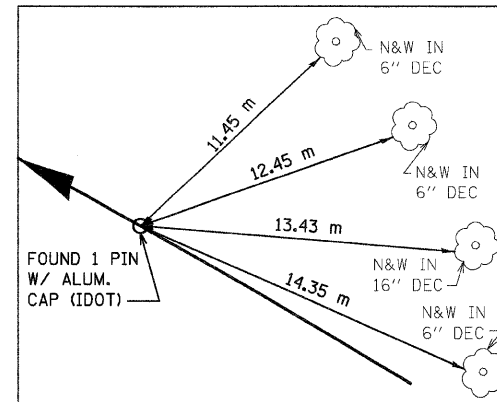 N&W IN
6'' DEC
11.45 m
12.45 m
N&W IN
6'' DEC
13.43 m
FOUND 1 PIN
W/ ALUM.
CAP (IDOT)
N&W IN
16'' DEC
14.35 m
N&W IN
6'' DEC